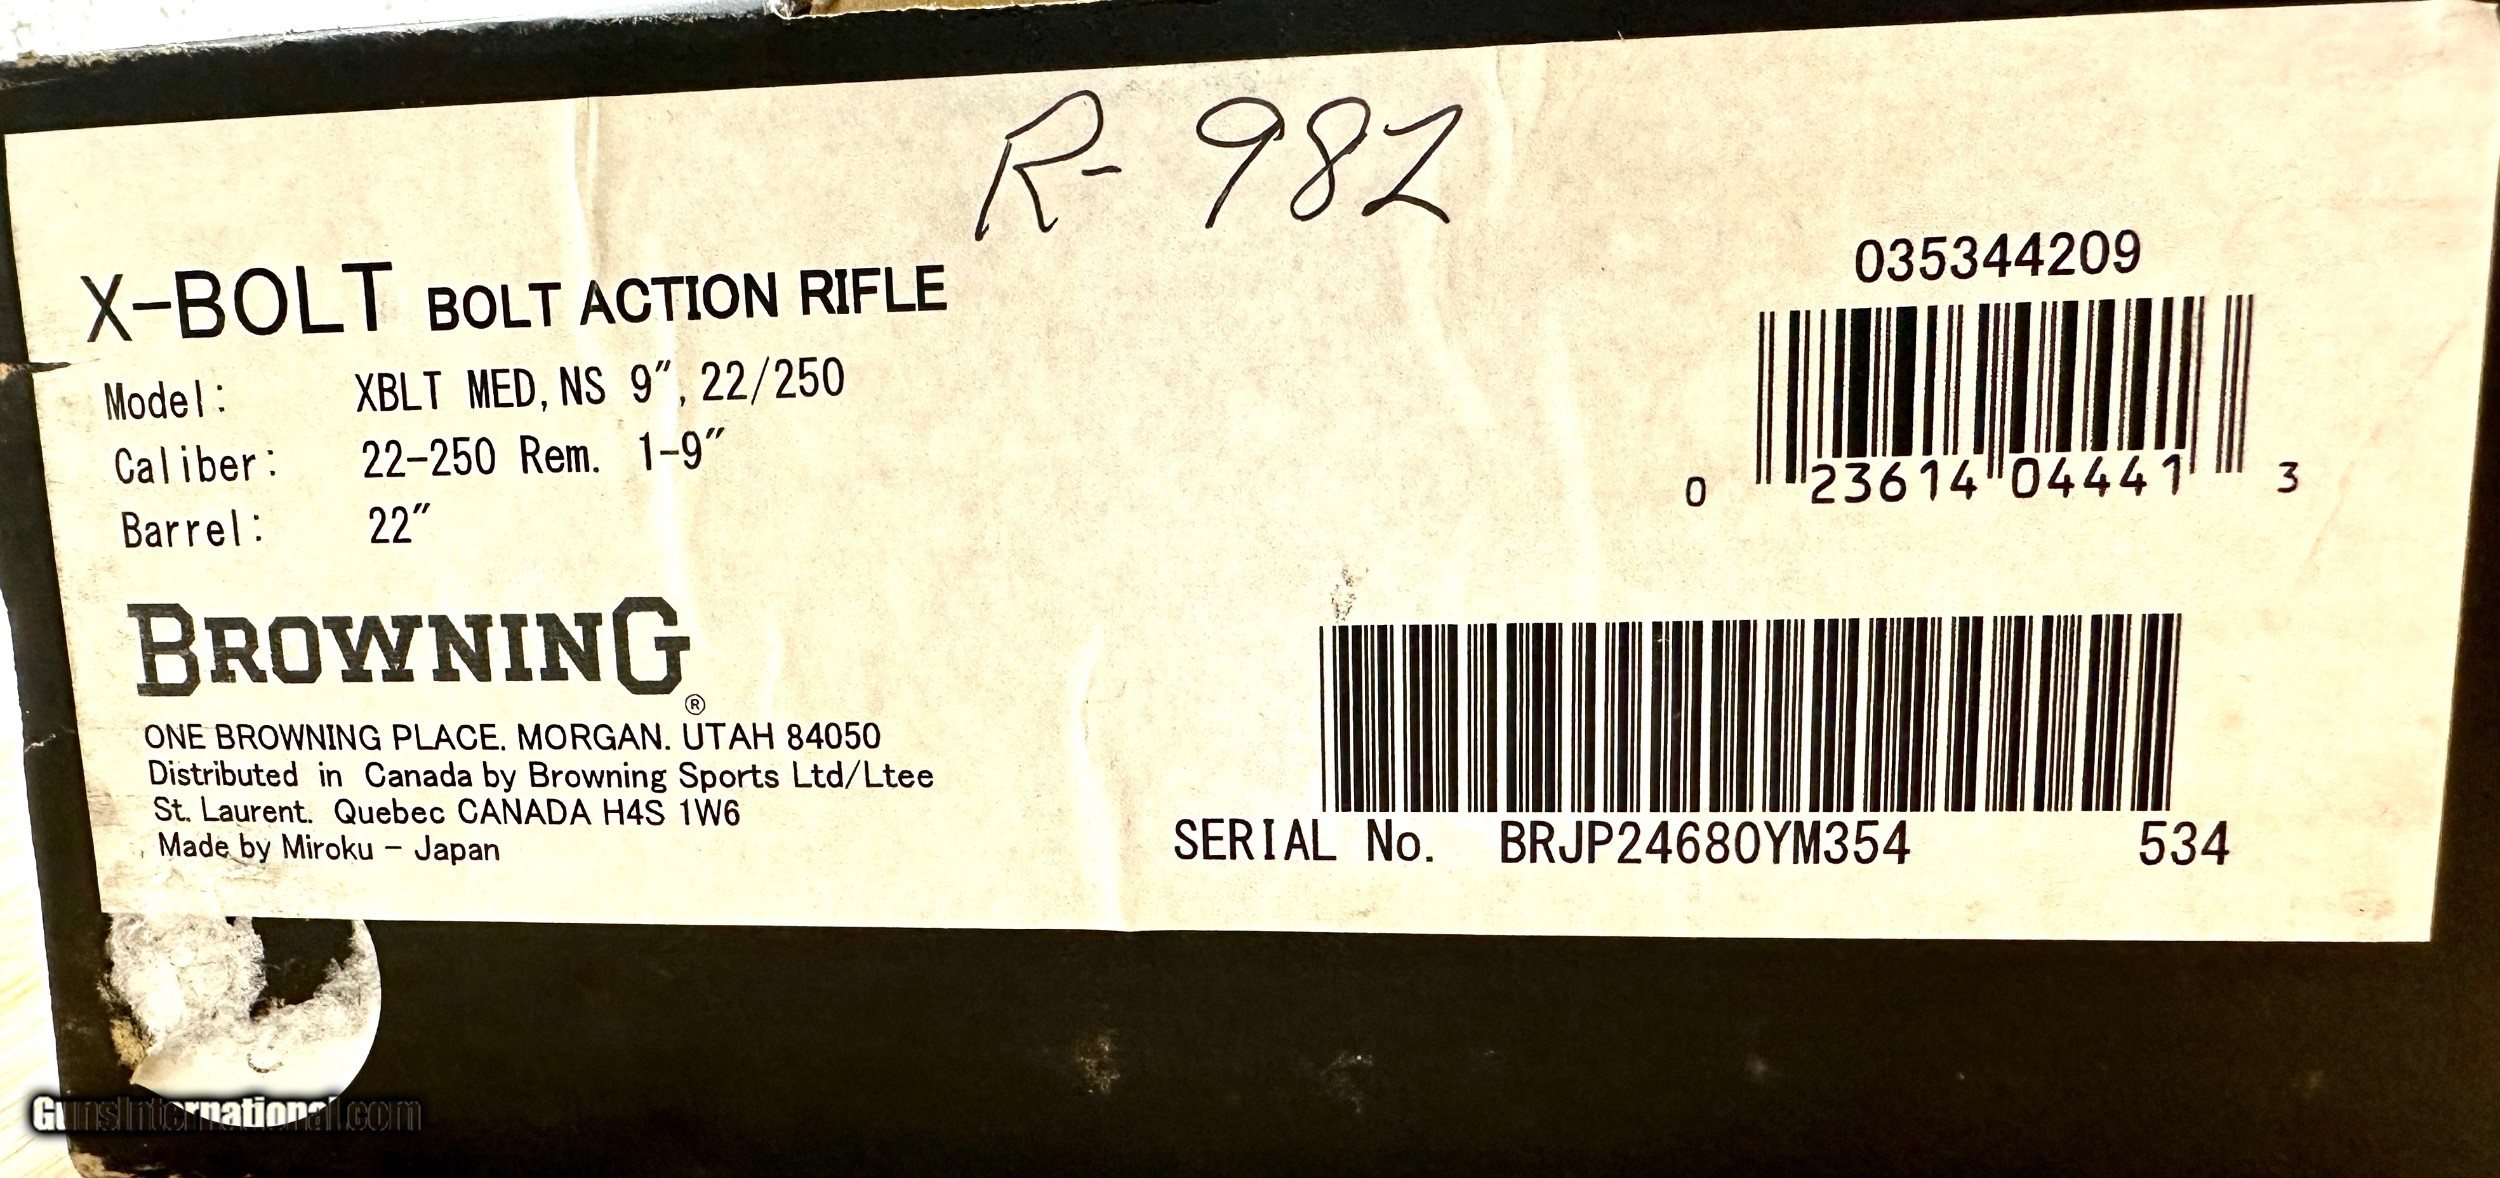 R-982
X-BOLT BOLT ACTION RIFLE
035344209
Model: XBLT MED, NS 9", 22/250
Caliber: 22-250 Rem. 1-9"
0 23614 04441 3
Barrel: 22"
BROWNING®
ONE BROWNING PLACE. MORGAN. UTAH 84050
Distributed in Canada by Browning Sports Ltd/Ltee
St. Laurent. Quebec CANADA H4S 1W6
Made by Miroku - Japan
SERIAL No. BRJP24680YM354 534
GunsInternational.com